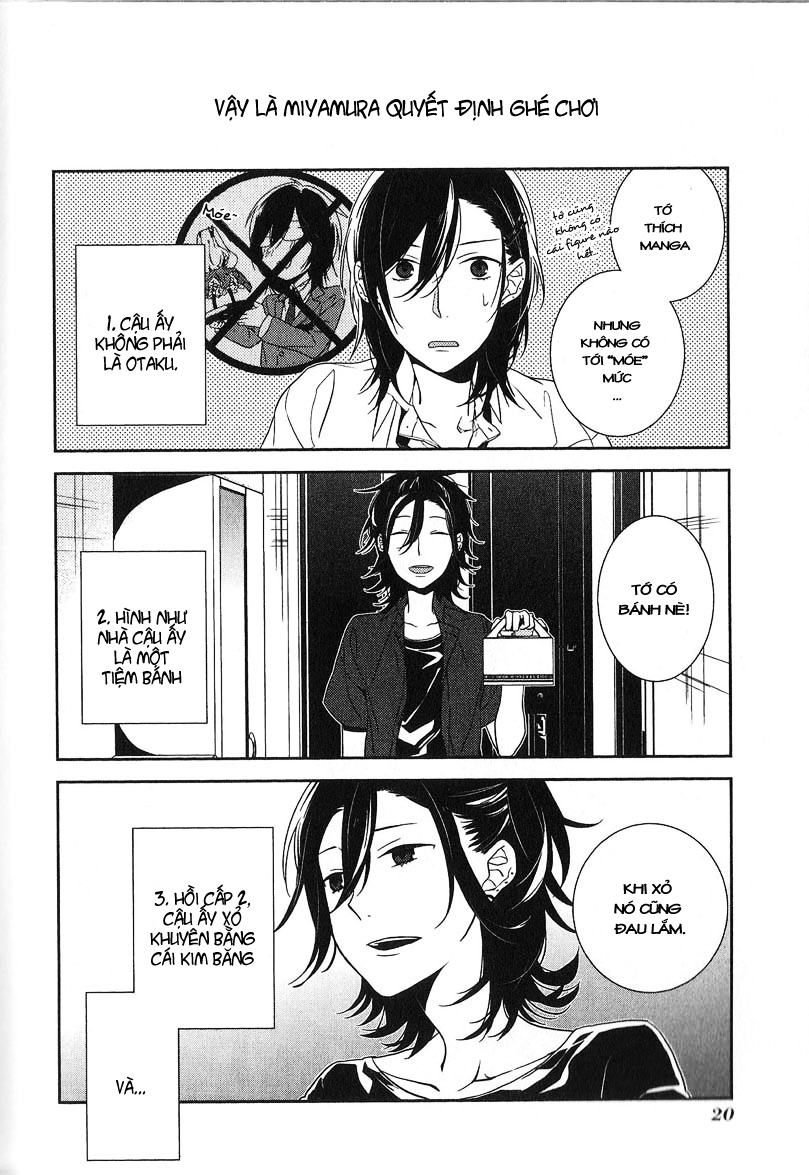 VẬY LÀ MIYAMURA QUYẾT ĐỊNH GHÉ CHƠI
TỚ
THÍCH
MANGA
NHƯNG
KHÔNG CÓ
TỚI "MÓE"
MỨC
...
tớ cũng
không có
cái figure nào
hết.
Móe~
1. CẬU ẤY
KHÔNG PHẢI
LÀ OTAKU.
TỚ CÓ
BÁNH NÈ!
2. HÌNH NHƯ
NHÀ CẬU ẤY
LÀ MỘT
TIỆM BÁNH
KHI XỎ
NÓ CŨNG
ĐAU LẮM.
3. HỒI CẤP 2,
CẬU ẤY XỎ
KHUYÊN BẰNG
CÁI KIM BĂNG
VÀ...
20